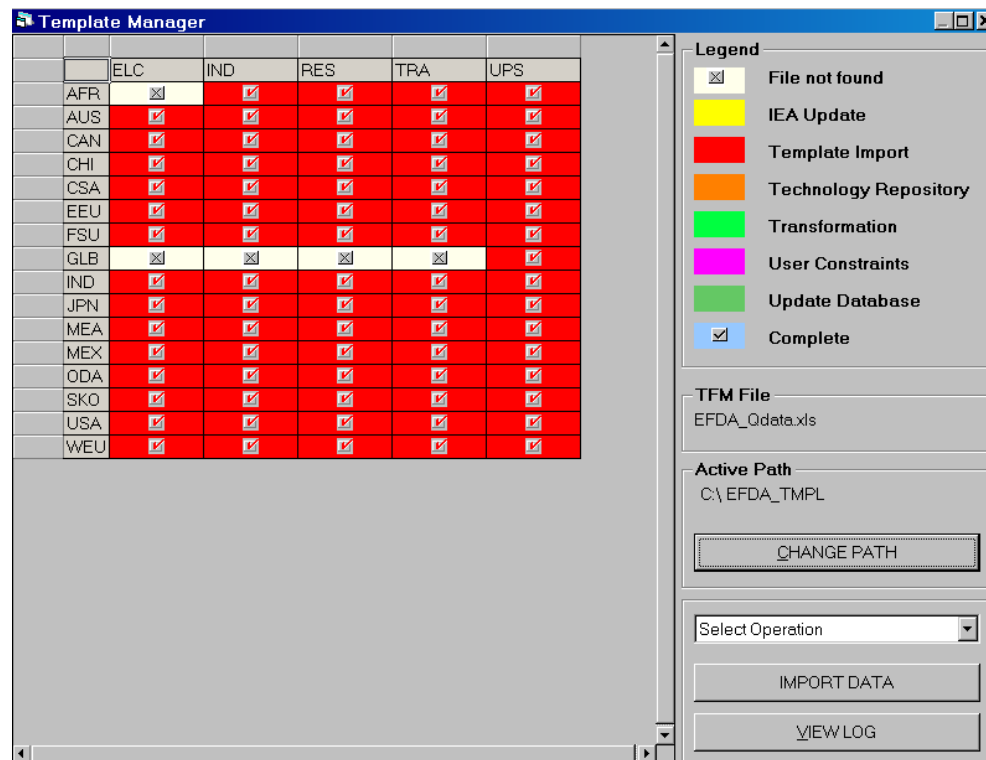 Template Manager
ELC IND RES TRA UPS
AFR
AUS
CAN
CHI
CSA
EEU
FSU
GLB
IND
JPN
MEA
MEX
ODA
SKO
USA
WEU
Legend
File not found
IEA Update
Template Import
Technology Repository
Transformation
User Constraints
Update Database
Complete
TFM File
EFDA_Qdata.xls
Active Path
C:\ EFDA_TMPL
CHANGE PATH
Select Operation
IMPORT DATA
VIEW LOG